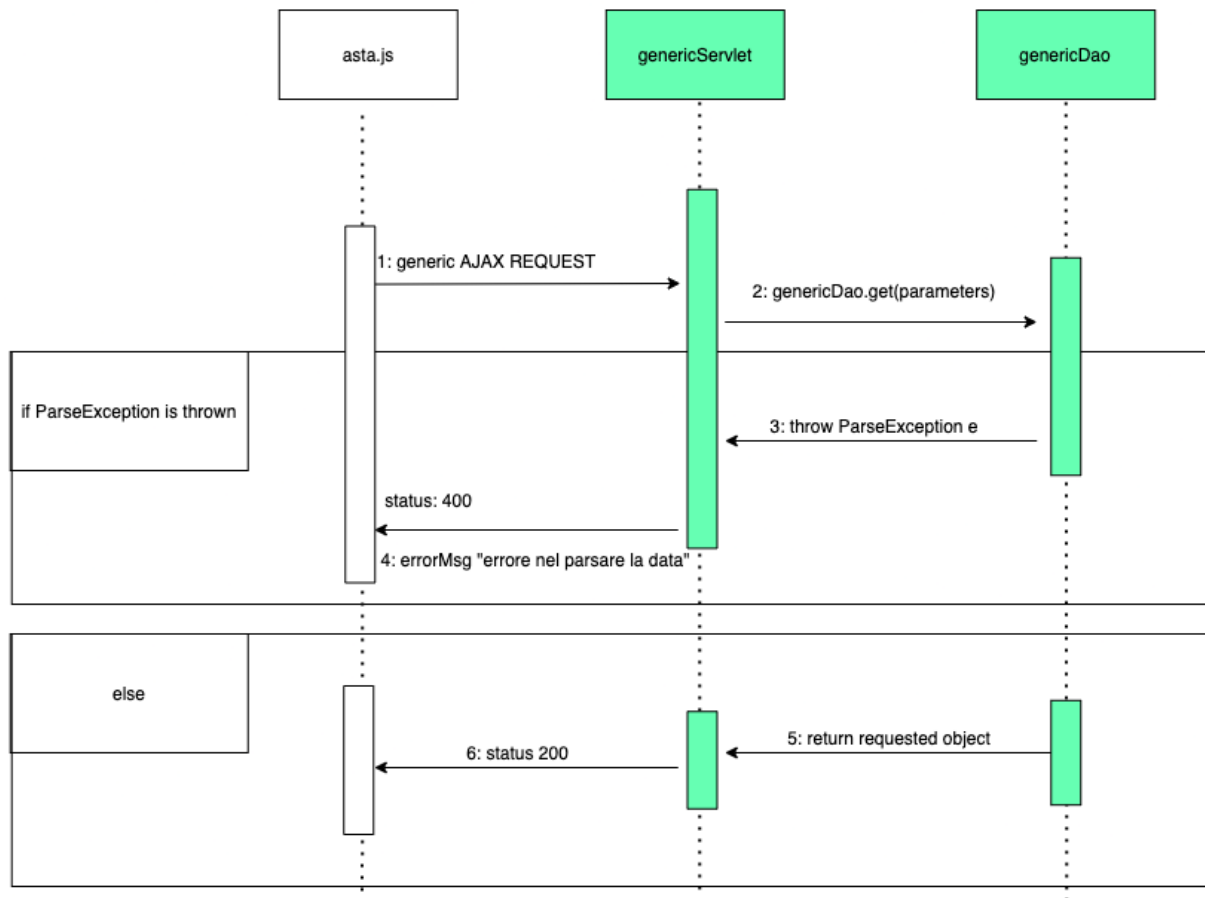 asta.js
genericServlet
genericDao
1: generic AJAX REQUEST
2: genericDao.get(parameters)
if ParseException is thrown
3: throw ParseException e
status: 400
4: errorMsg "errore nel parsare la data"
else
5: return requested object
6: status 200